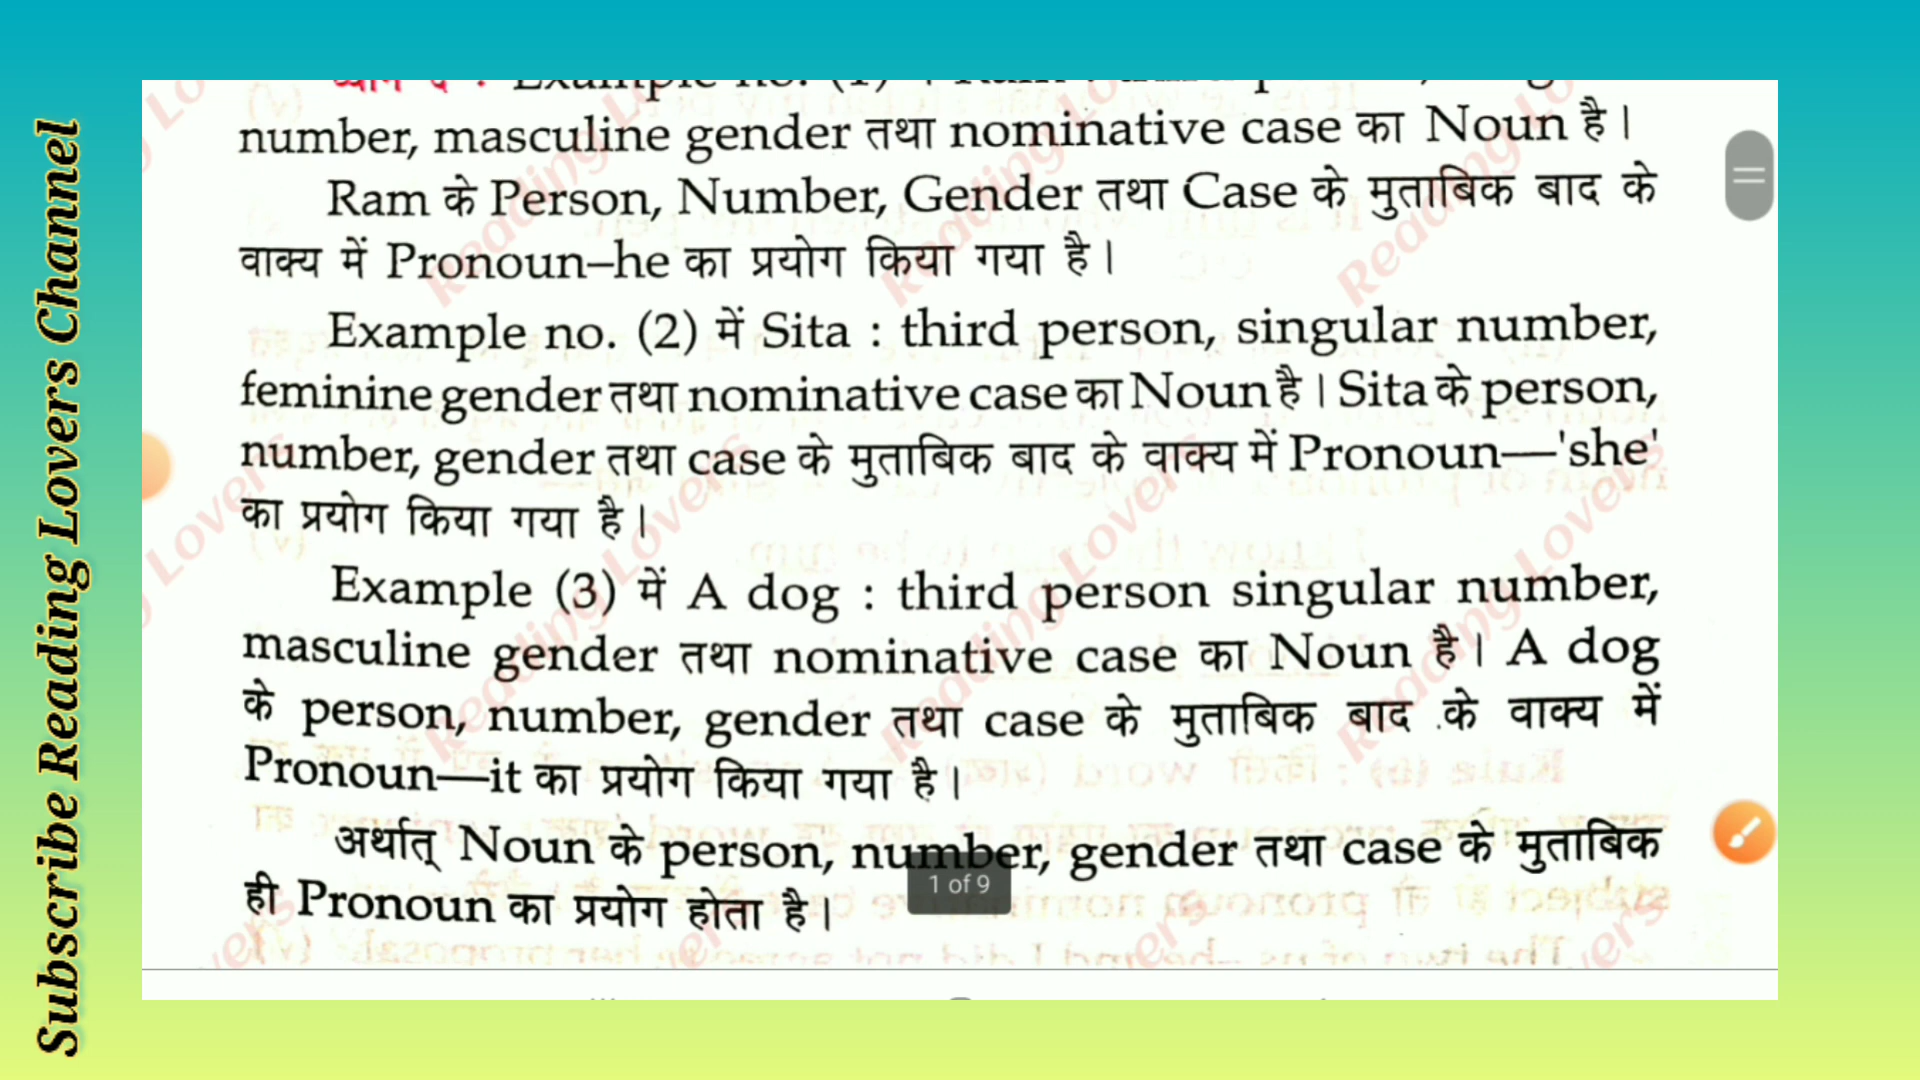 Subscribe Reading Lovers Channel
number, masculine gender तथा nominative case का Noun है।
Ram के Person, Number, Gender तथा Case के मुताबिक बाद के
वाक्य में Pronoun–he का प्रयोग किया गया है।
Example no. (2) में Sita : third person, singular number,
feminine gender तथा nominative case का Noun है। Sita के person,
number, gender तथा case के मुताबिक बाद के वाक्य में Pronoun—'she'
का प्रयोग किया गया है।
Example (3) में A dog : third person singular number,
masculine gender तथा nominative case का Noun है। A dog
के person, number, gender तथा case के मुताबिक बाद के वाक्य में
Pronoun—it का प्रयोग किया गया है।
अर्थात् Noun के person, number, gender तथा case के मुताबिक
ही Pronoun का प्रयोग होता है।
1 of 9
Reading Lovers